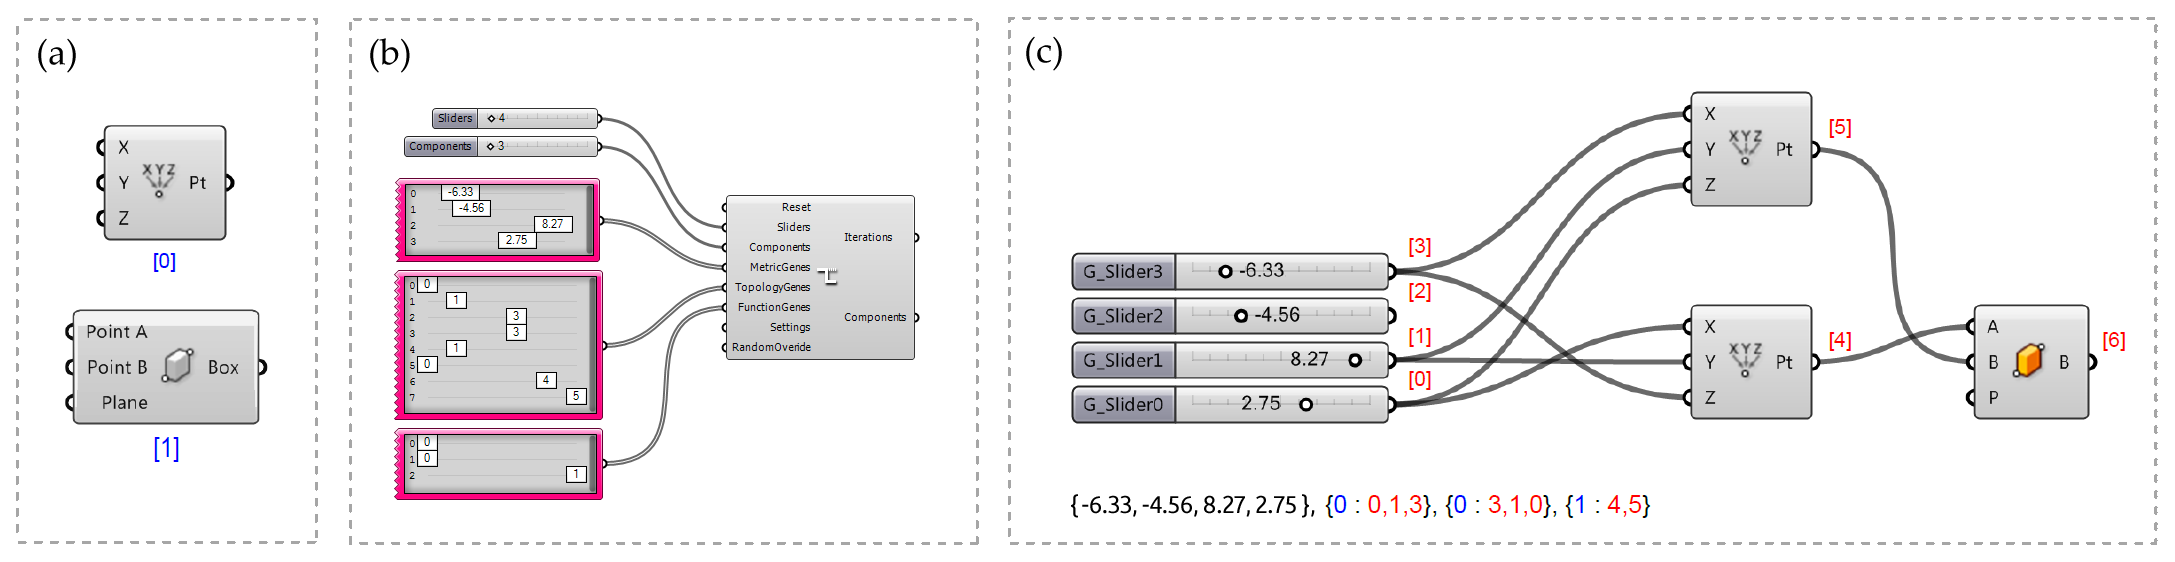 (a)
X
Y
Z
XYZ
Pt
[0]
Point A
Point B
Plane
Box
[1]
(b)
Sliders 4
Components 3
0 -6.33
1 -4.56
2 8.27
3 2.75
0 0
1 1
2 3
3 3
4 1
5 0
6 4
7 5
0 0
1 0
2 1
Reset
Sliders
Components
MetricGenes
TopologyGenes
FunctionGenes
Settings
RandomOveride
Iterations
Components
(c)
G_Slider3 -6.33
[3]
G_Slider2 -4.56
[2]
G_Slider1 8.27
[1]
G_Slider0 2.75
[0]
X
Y
Z
XYZ
Pt
[5]
X
Y
Z
XYZ
Pt
[4]
A
B
P
B
[6]
{-6.33, -4.56, 8.27, 2.75 }, {0 : 0,1,3}, {0 : 3,1,0}, {1 : 4,5}